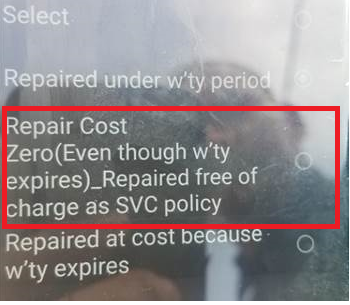 Select
Repaired under w'ty period
Repair Cost
Zero(Even though w'ty
expires)_Repaired free of
charge as SVC policy
Repaired at cost because
w'ty expires